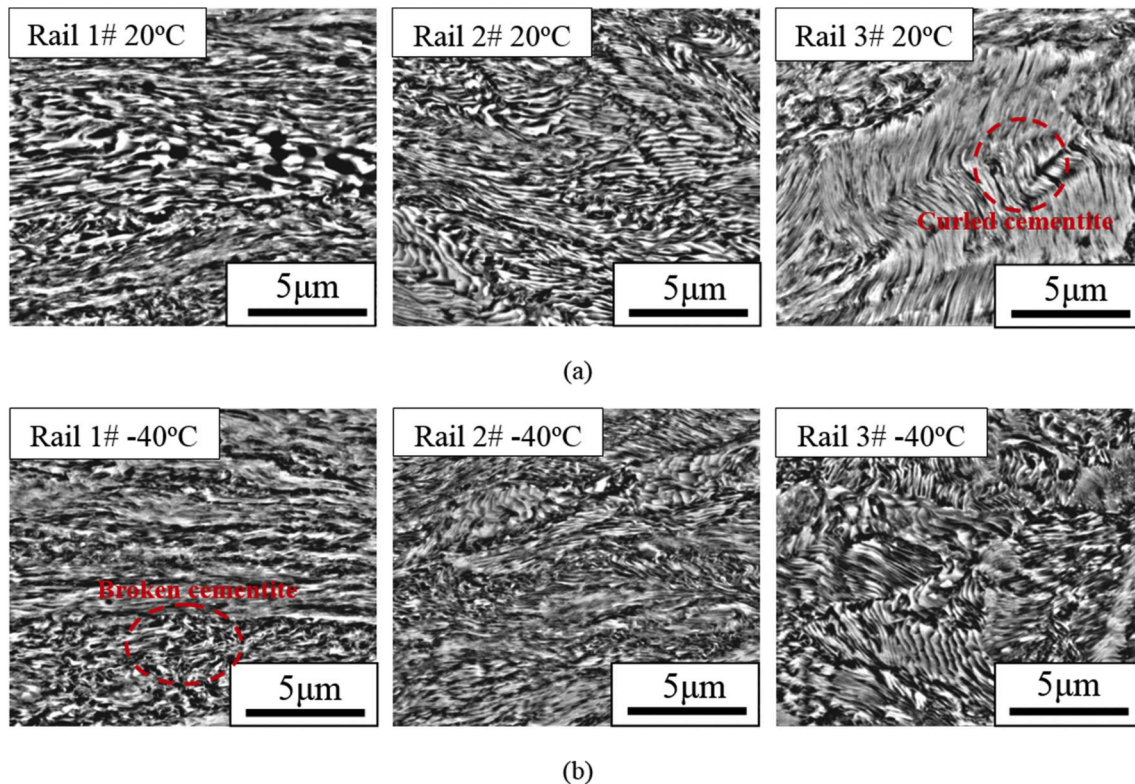 Rail 1# 20°C
Rail 2# 20°C
Rail 3# 20°C
Curled cementite
5μm
5μm
5μm
(a)
Rail 1# -40°C
Rail 2# -40°C
Rail 3# -40°C
Broken cementite
5μm
5μm
5μm
(b)